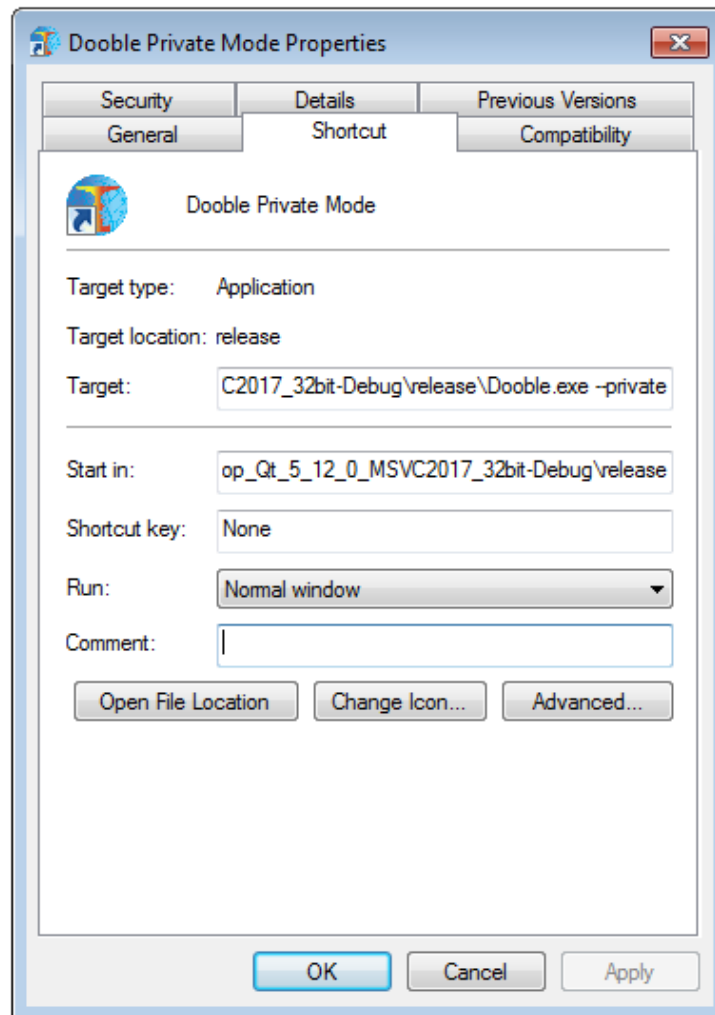 Dooble Private Mode Properties
Security Details Previous Versions
General Shortcut Compatibility
Dooble Private Mode
Target type: Application
Target location: release
Target: C2017_32bit-Debug\release\Dooble.exe --private
Start in: op_Qt_5_12_0_MSVC2017_32bit-Debug\release
Shortcut key: None
Run: Normal window
Comment:
Open File Location Change Icon... Advanced...
OK Cancel Apply